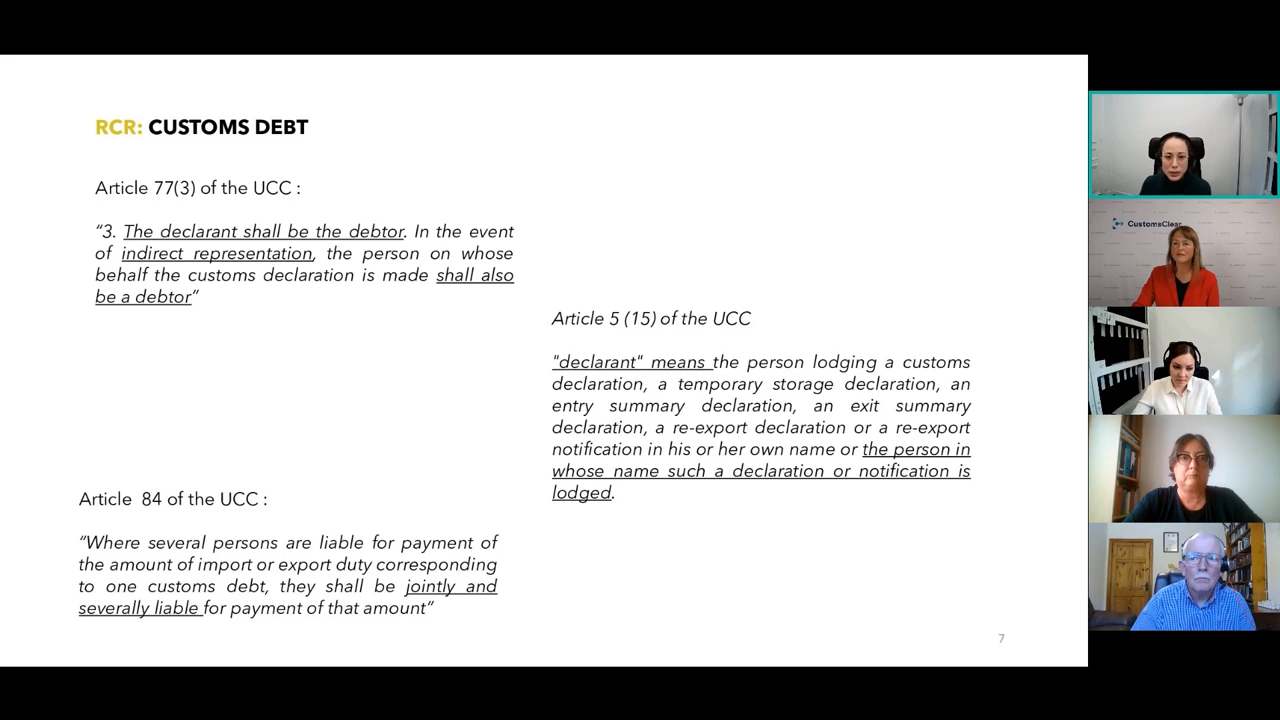 RCR: CUSTOMS DEBT
Article 77(3) of the UCC :
“3. The declarant shall be the debtor. In the event
of indirect representation, the person on whose
behalf the customs declaration is made shall also
be a debtor”
Article 5 (15) of the UCC
"declarant" means the person lodging a customs
declaration, a temporary storage declaration, an
entry summary declaration, an exit summary
declaration, a re-export declaration or a re-export
notification in his or her own name or the person in
whose name such a declaration or notification is
lodged.
Article 84 of the UCC :
“Where several persons are liable for payment of
the amount of import or export duty corresponding
to one customs debt, they shall be jointly and
severally liable for payment of that amount“
7
CustomsClear